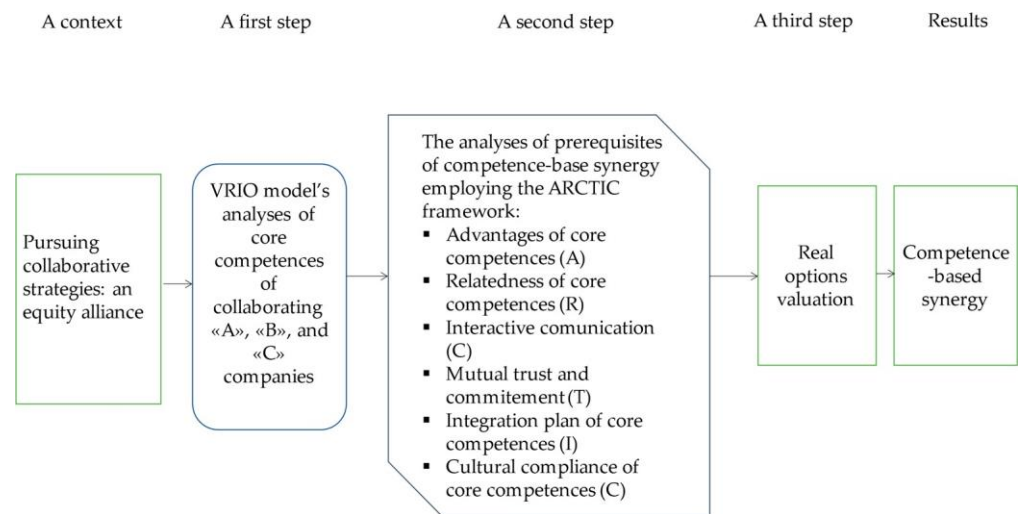 A context
A first step
A second step
A third step
Results
Pursuing
collaborative
strategies: an
equity alliance
VRIO model's
analyses of
core
competences
of
collaborating
«A», «B», and
«C»
companies
The analyses of prerequisites
of competence-base synergy
employing the ARCTIC
framework:
▪ Advantages of core
competences (A)
▪ Relatedness of core
competences (R)
▪ Interactive comunication
(C)
▪ Mutual trust and
commitement (T)
▪ Integration plan of core
competences (I)
▪ Cultural compliance of
core competences (C)
Real
options
valuation
Competence
-based
synergy